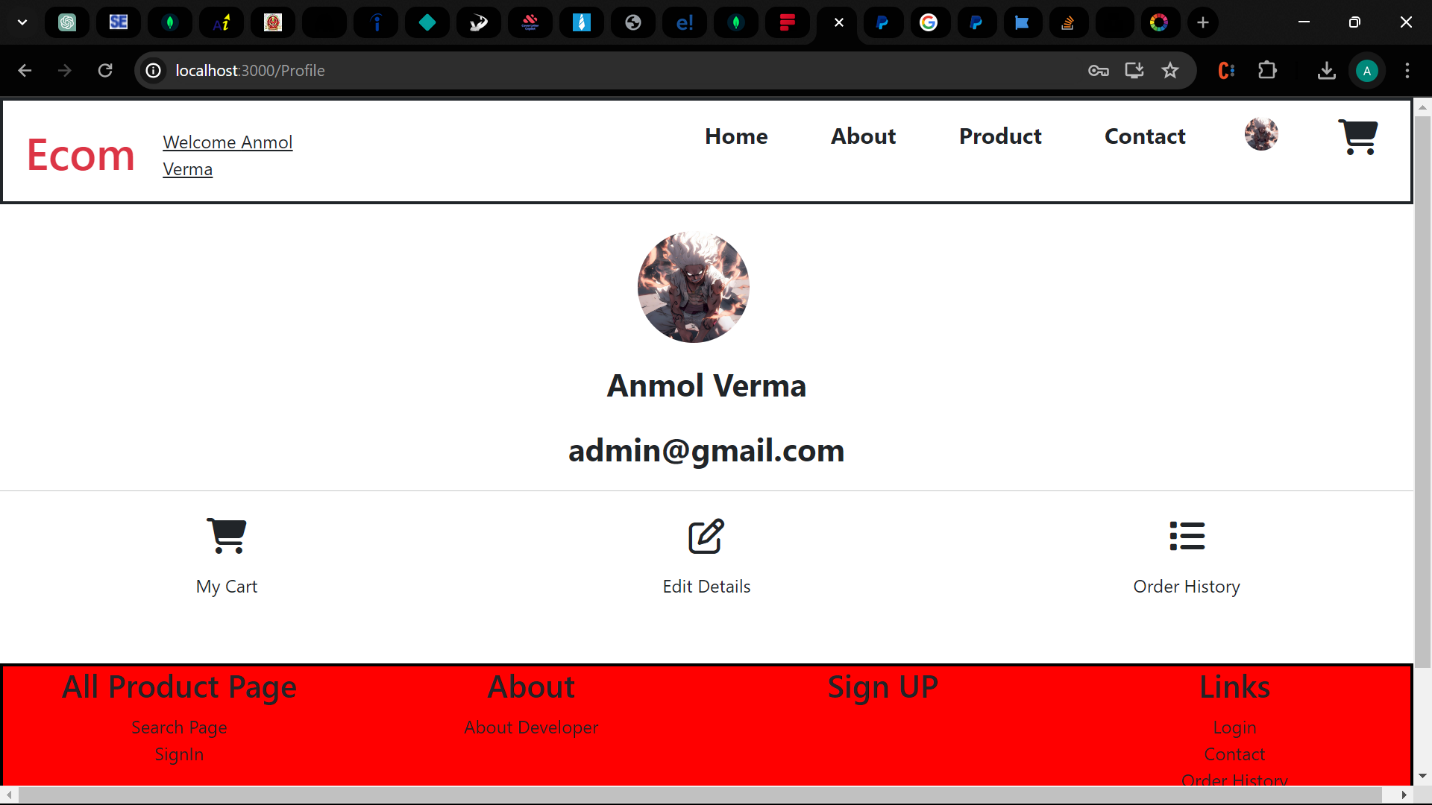 SE
Ai
e!
localhost:3000/Profile
A
Ecom
Welcome Anmol
Verma
Home
About
Product
Contact
Anmol Verma
admin@gmail.com
My Cart
Edit Details
Order History
All Product Page
Search Page
SignIn
About
About Developer
Sign UP
Links
Login
Contact
Order History